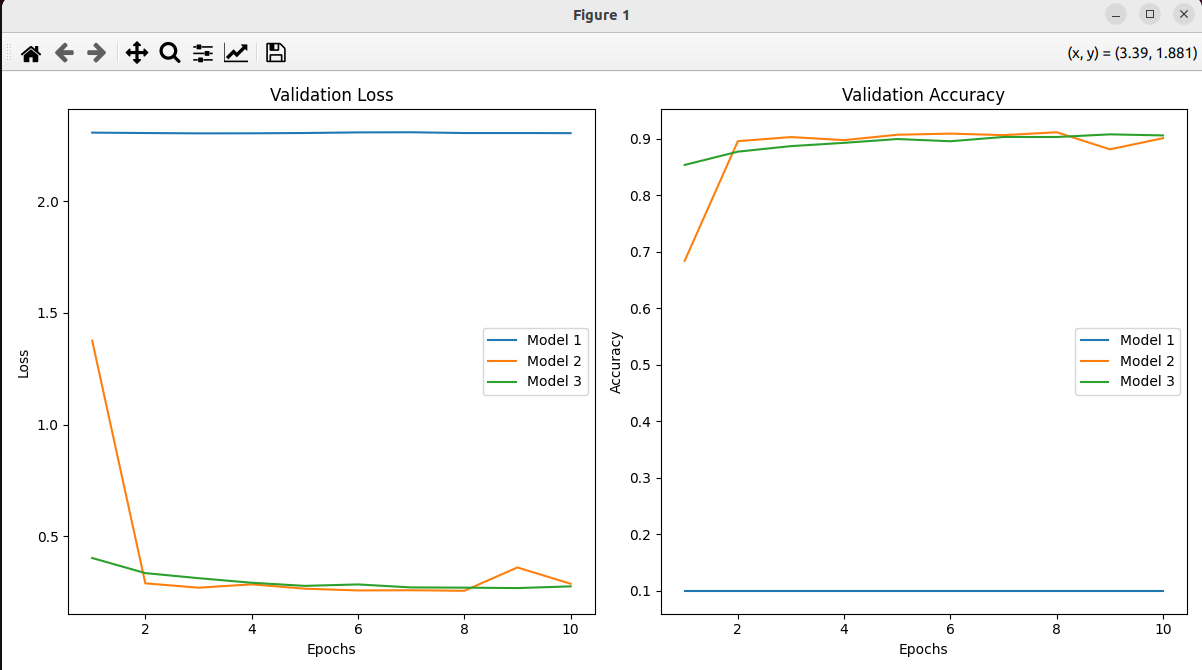 Figure 1
(x, y) = (3.39, 1.881)
Validation Loss
2.0
1.5
1.0
0.5
Loss
Model 1
Model 2
Model 3
2 4 6 8 10
Epochs
Validation Accuracy
0.9
0.8
0.7
0.6
0.5
0.4
0.3
0.2
0.1
Accuracy
Model 1
Model 2
Model 3
2 4 6 8 10
Epochs